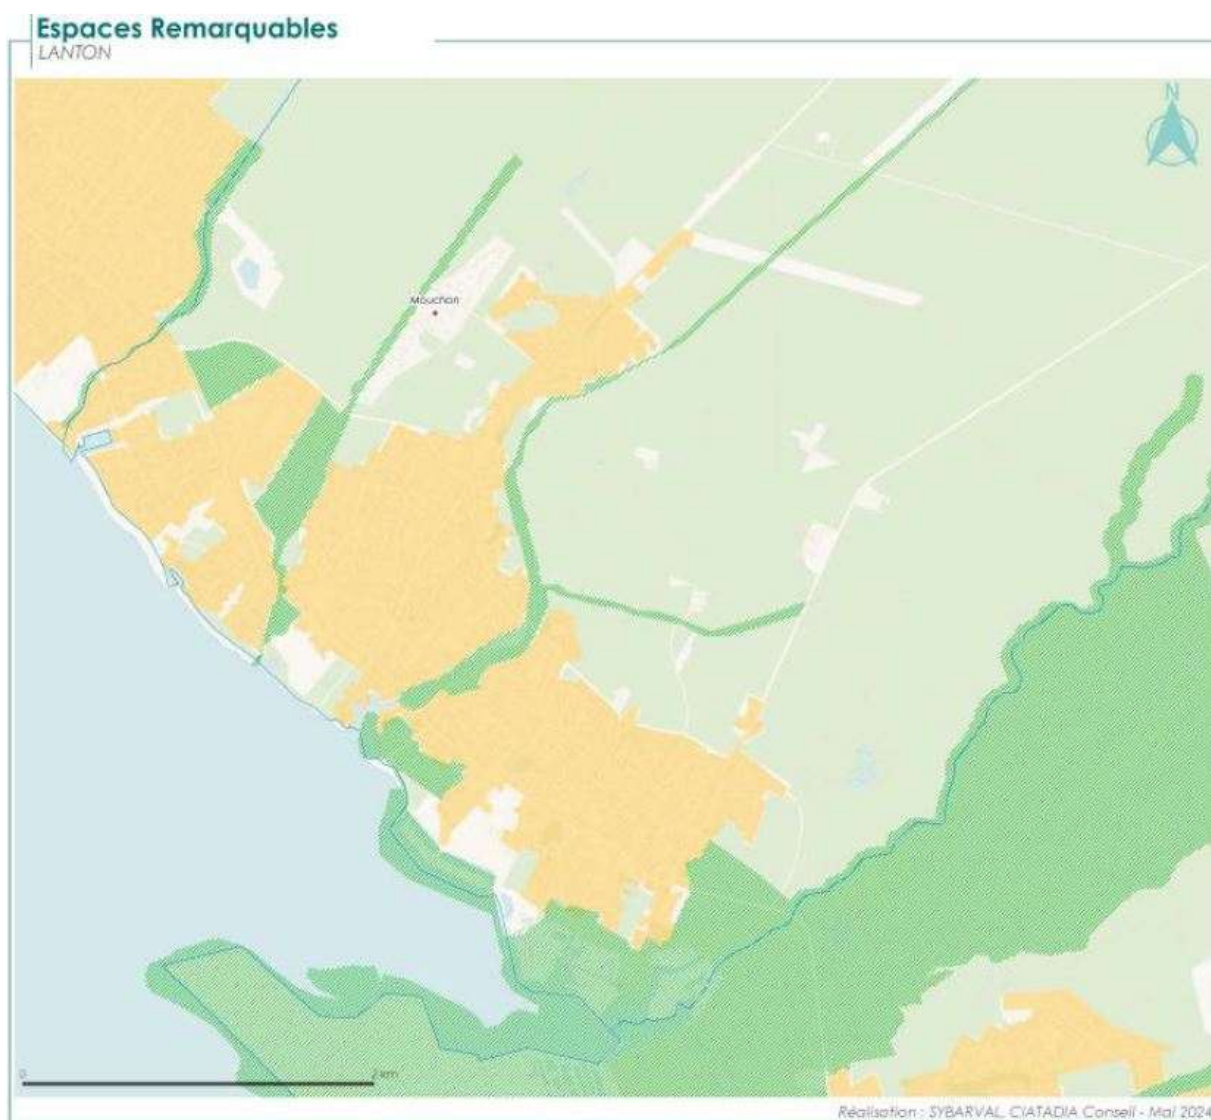 Espaces Remarquables
LANTON
N
Mouchon
0
2 km
Réalisation : SYBARVAL, CIATADIA Conseil - Mai 2024